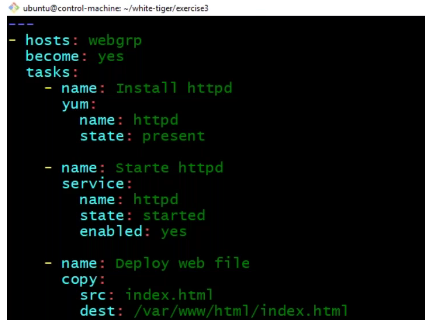 ubuntu@control-machine: ~/white-tiger/exercise3
---
- hosts: webgrp
  become: yes
  tasks:
    - name: Install httpd
      yum:
        name: httpd
        state: present

    - name: Starte httpd
      service:
        name: httpd
        state: started
        enabled: yes

    - name: Deploy web file
      copy:
        src: index.html
        dest: /var/www/html/index.html